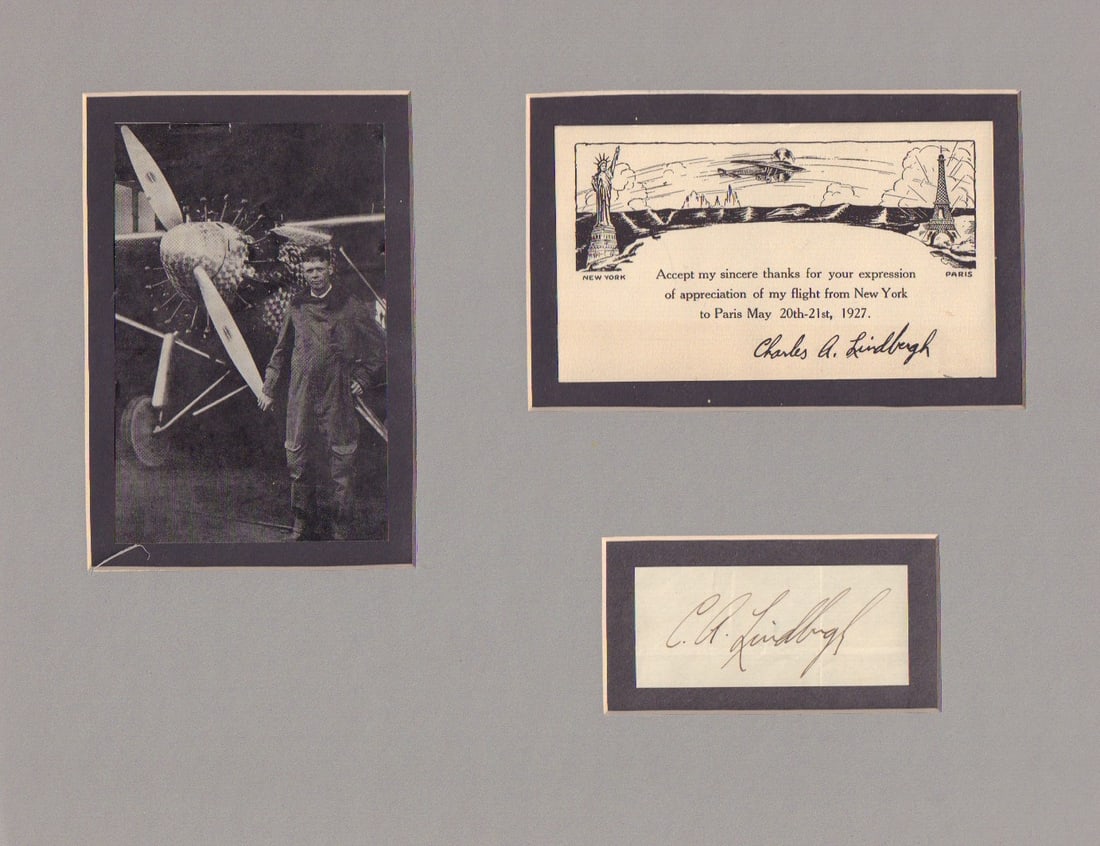 NEW YORK
PARIS
Accept my sincere thanks for your expression
of appreciation of my flight from New York
to Paris May 20th-21st, 1927.
Charles A. Lindbergh
C. A. Lindbergh